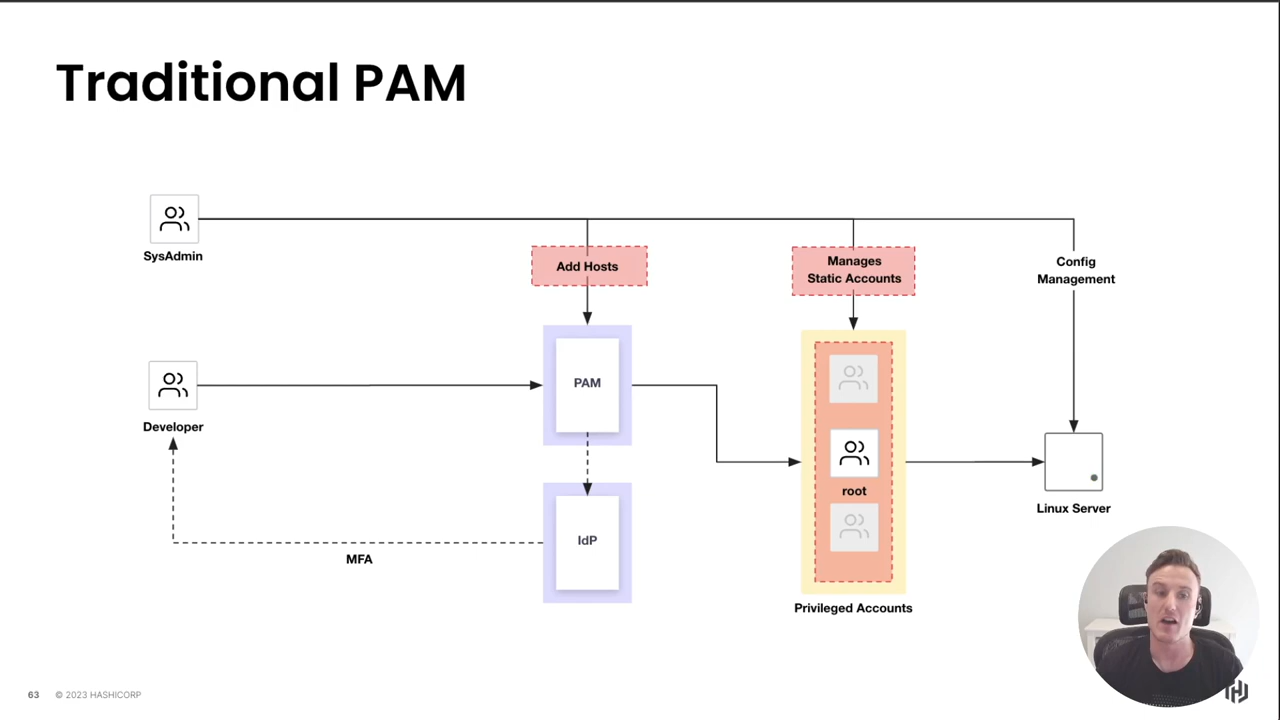 Traditional PAM
SysAdmin
Add Hosts
Manages
Static Accounts
Config
Management
PAM
Developer
root
Linux Server
IdP
MFA
Privileged Accounts
63 © 2023 HASHICORP